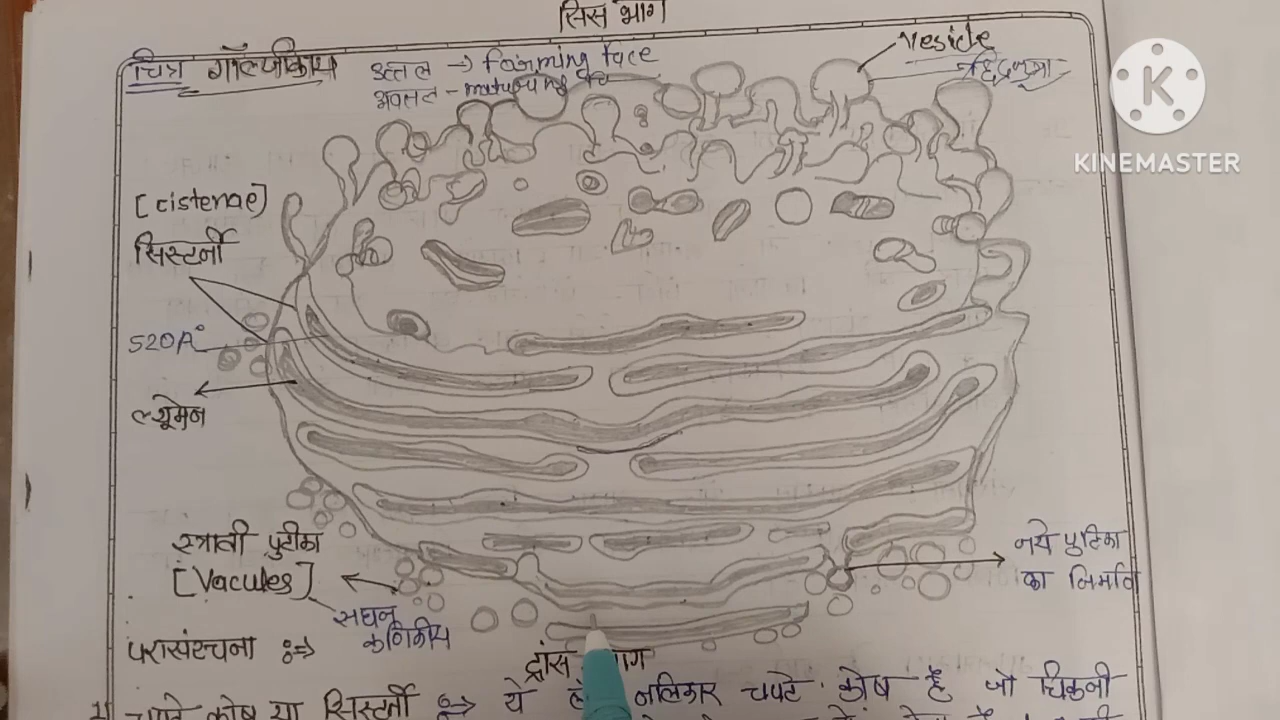 सिस भाग
चित्र गॉल्जीकाय
उत्तल → forming face
अवतल - maturing
Vesicle
KINEMASTER
[cisternae]
सिस्टर्नी
520A°
ल्यूमेन
स्त्रावी पुटीका
[Vacules]
सघन
कणिकीय
नये पुटिका
का निर्माण
परासंरचना :⇒
ट्रांस भाग
चपटे कोष या सिस्टर्नी :⇒ ये नलिकार चपटे कोष है जो चिकनी